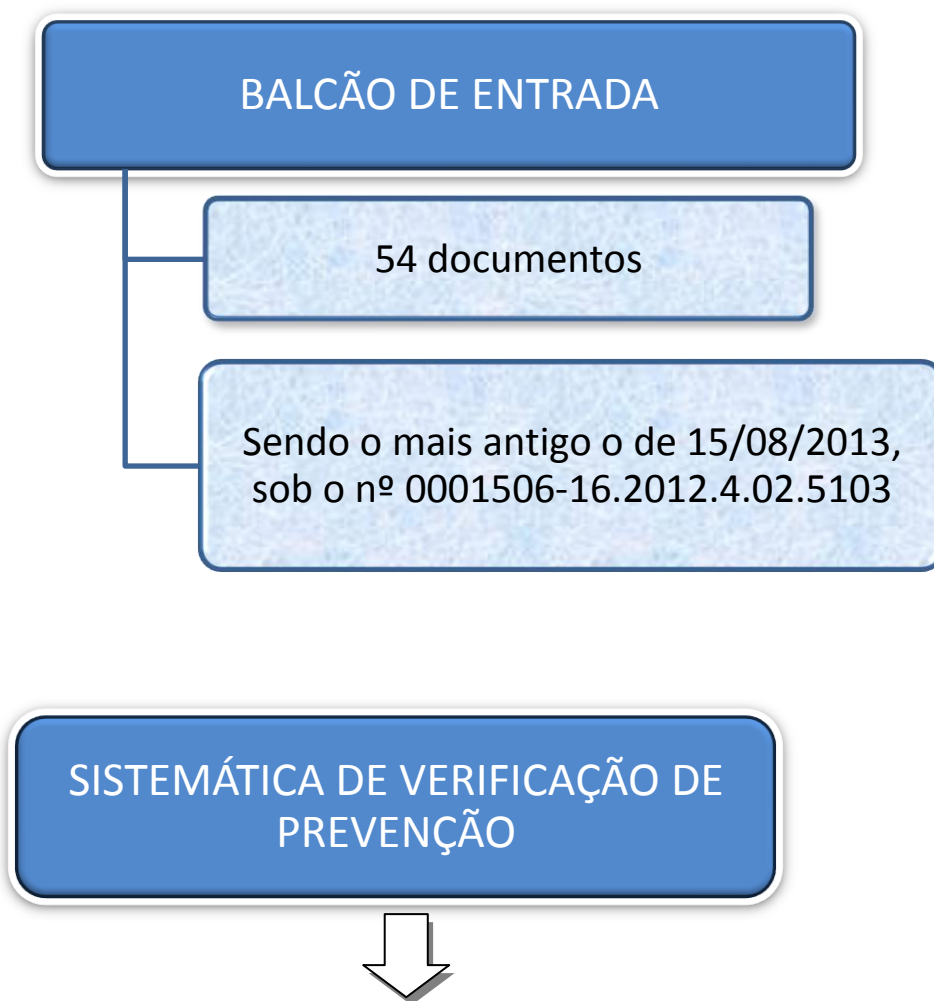 BALCÃO DE ENTRADA
54 documentos
Sendo o mais antigo o de 15/08/2013,
sob o nº 0001506-16.2012.4.02.5103
SISTEMÁTICA DE VERIFICAÇÃO DE
PREVENÇÃO